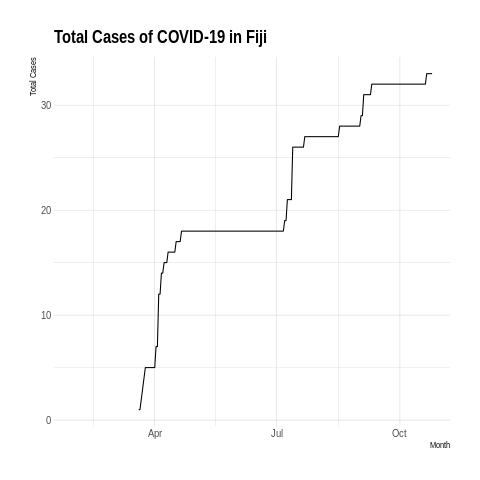 Total Cases of COVID-19 in Fiji
Total Cases
30
20
10
0
Apr
Jul
Oct
Month